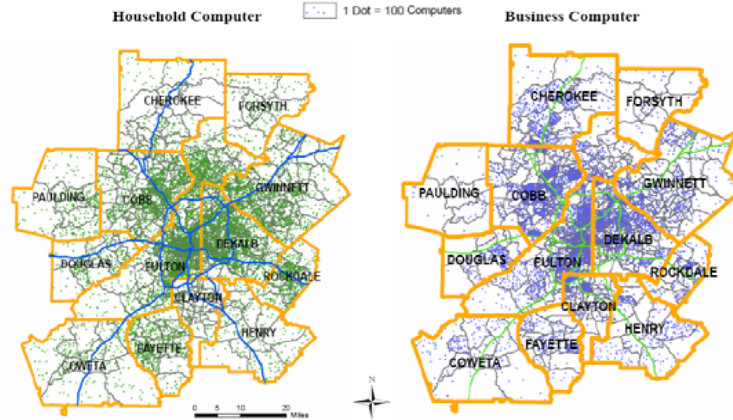 Household Computer
1 Dot = 100 Computers
Business Computer
CHEROKEE
FORSYTH
PAULDING
COBB
GWINNETT
DEKALB
DOUGLAS
FULTON
ROCKDALE
CLAYTON
HENRY
FAYETTE
COWETA
0 5 10 20
Miles
N
CHEROKEE
FORSYTH
PAULDING
COBB
GWINNETT
DEKALB
DOUGLAS
FULTON
ROCKDALE
CLAYTON
HENRY
FAYETTE
COWETA